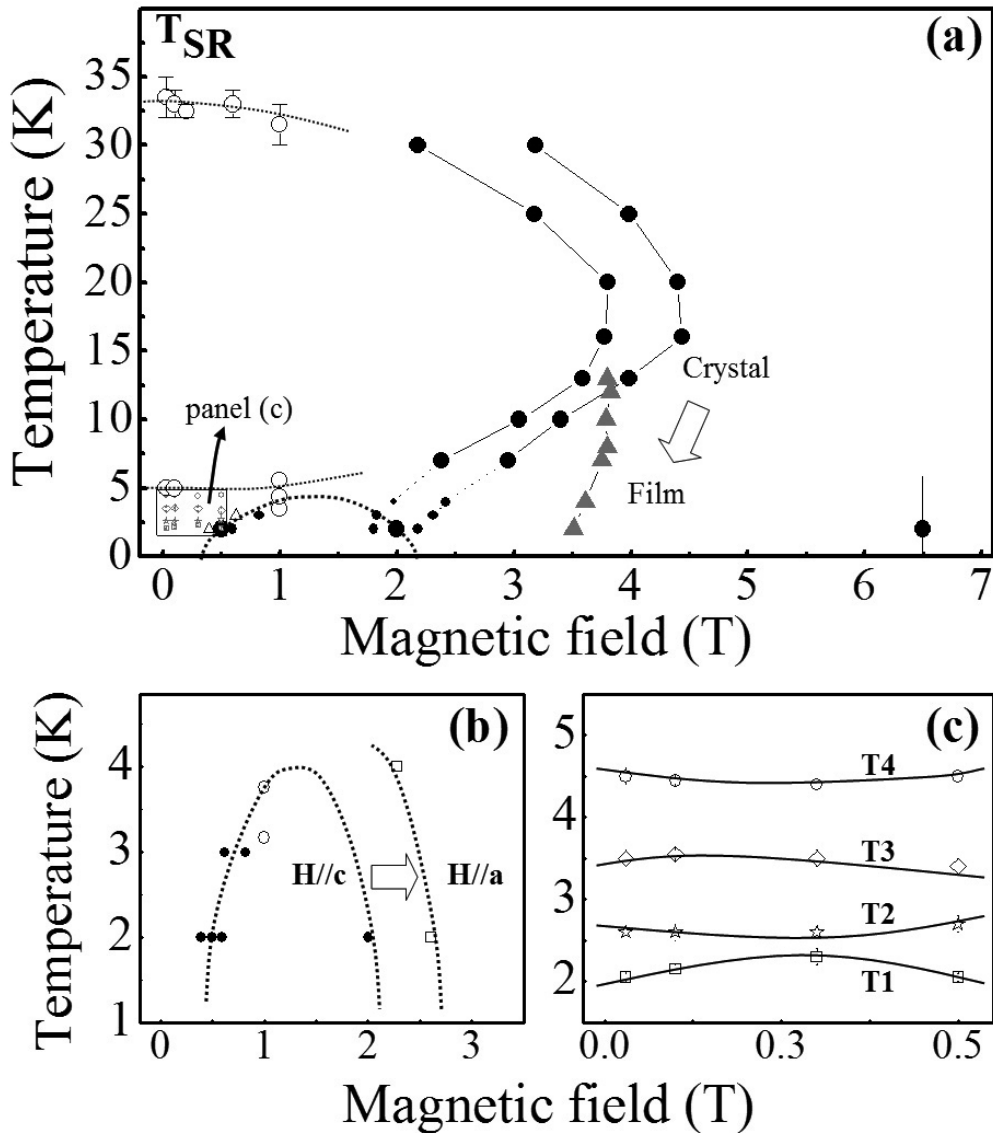 T_SR
(a)
35
30
25
20
15
10
5
0
Temperature (K)
panel (c)
Crystal
Film
0 1 2 3 4 5 6 7
Magnetic field (T)
(b)
4
3
2
1
Temperature (K)
H//c
H//a
0 1 2 3
(c)
5
4
3
2
T4
T3
T2
T1
0.0 0.3 0.5
Magnetic field (T)